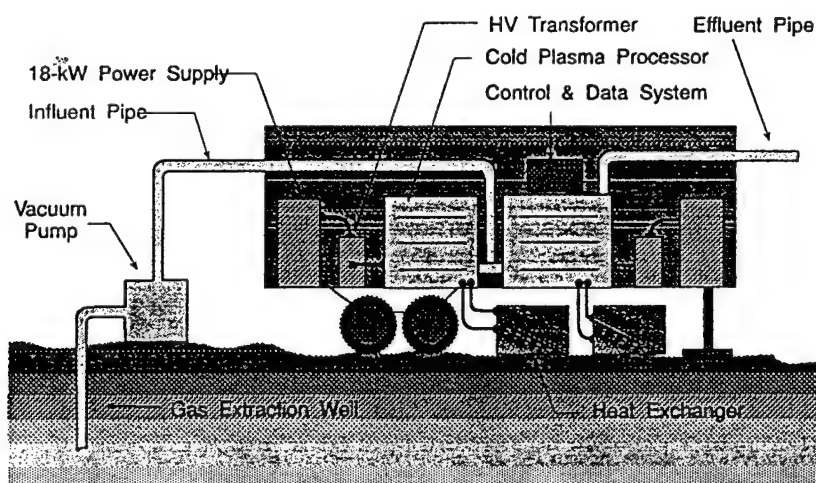 HV Transformer
Effluent Pipe
Cold Plasma Processor
18-kW Power Supply
Control & Data System
Influent Pipe
Vacuum
Pump
Gas Extraction Well
Heat Exchanger